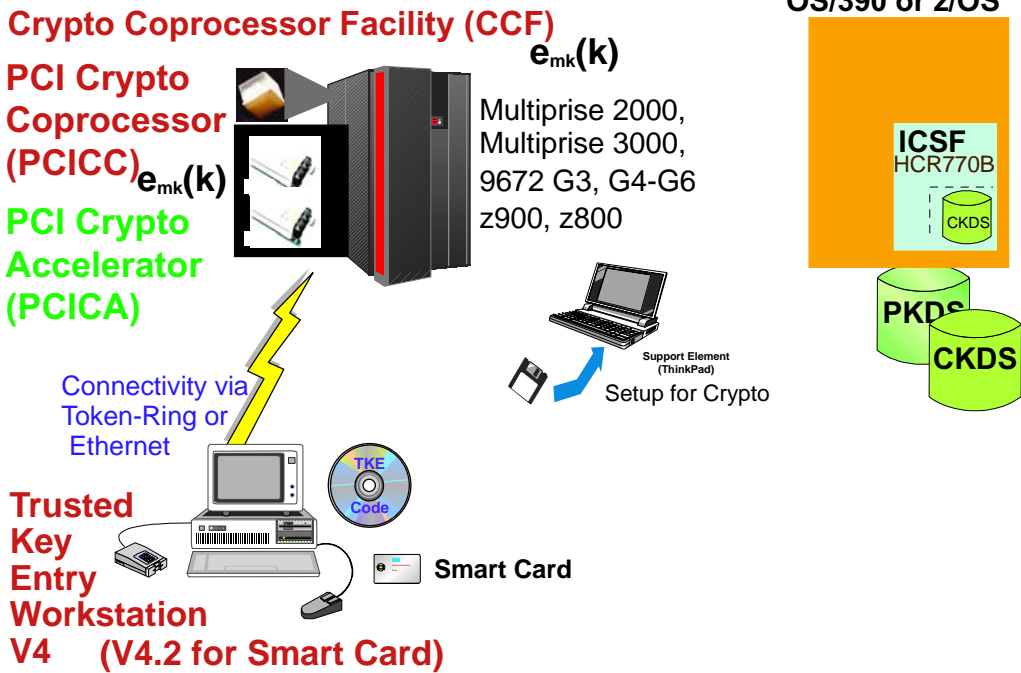 OS/390 or z/OS
Crypto Coprocessor Facility (CCF)
emk(k)
PCI Crypto
Coprocessor
(PCICC)
emk(k)
PCI Crypto
Accelerator
(PCICA)
Multiprise 2000,
Multiprise 3000,
9672 G3, G4-G6
z900, z800
ICSF
HCR770B
CKDS
PKDS
CKDS
Support Element
(ThinkPad)
Setup for Crypto
Connectivity via
Token-Ring or
Ethernet
TKE
Code
Trusted
Key
Entry
Workstation
V4 (V4.2 for Smart Card)
Smart Card